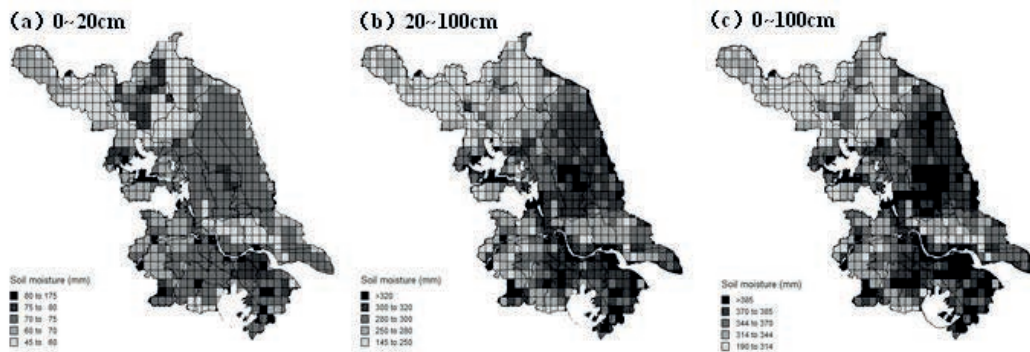 (a) 0~20cm
(b) 20~100cm
(c) 0~100cm
Soil moisture (mm)
80 to 175
75 to 80
70 to 75
60 to 70
45 to 60
Soil moisture (mm)
>320
300 to 320
280 to 300
250 to 280
145 to 250
Soil moisture (mm)
>385
370 to 385
344 to 370
314 to 344
190 to 314